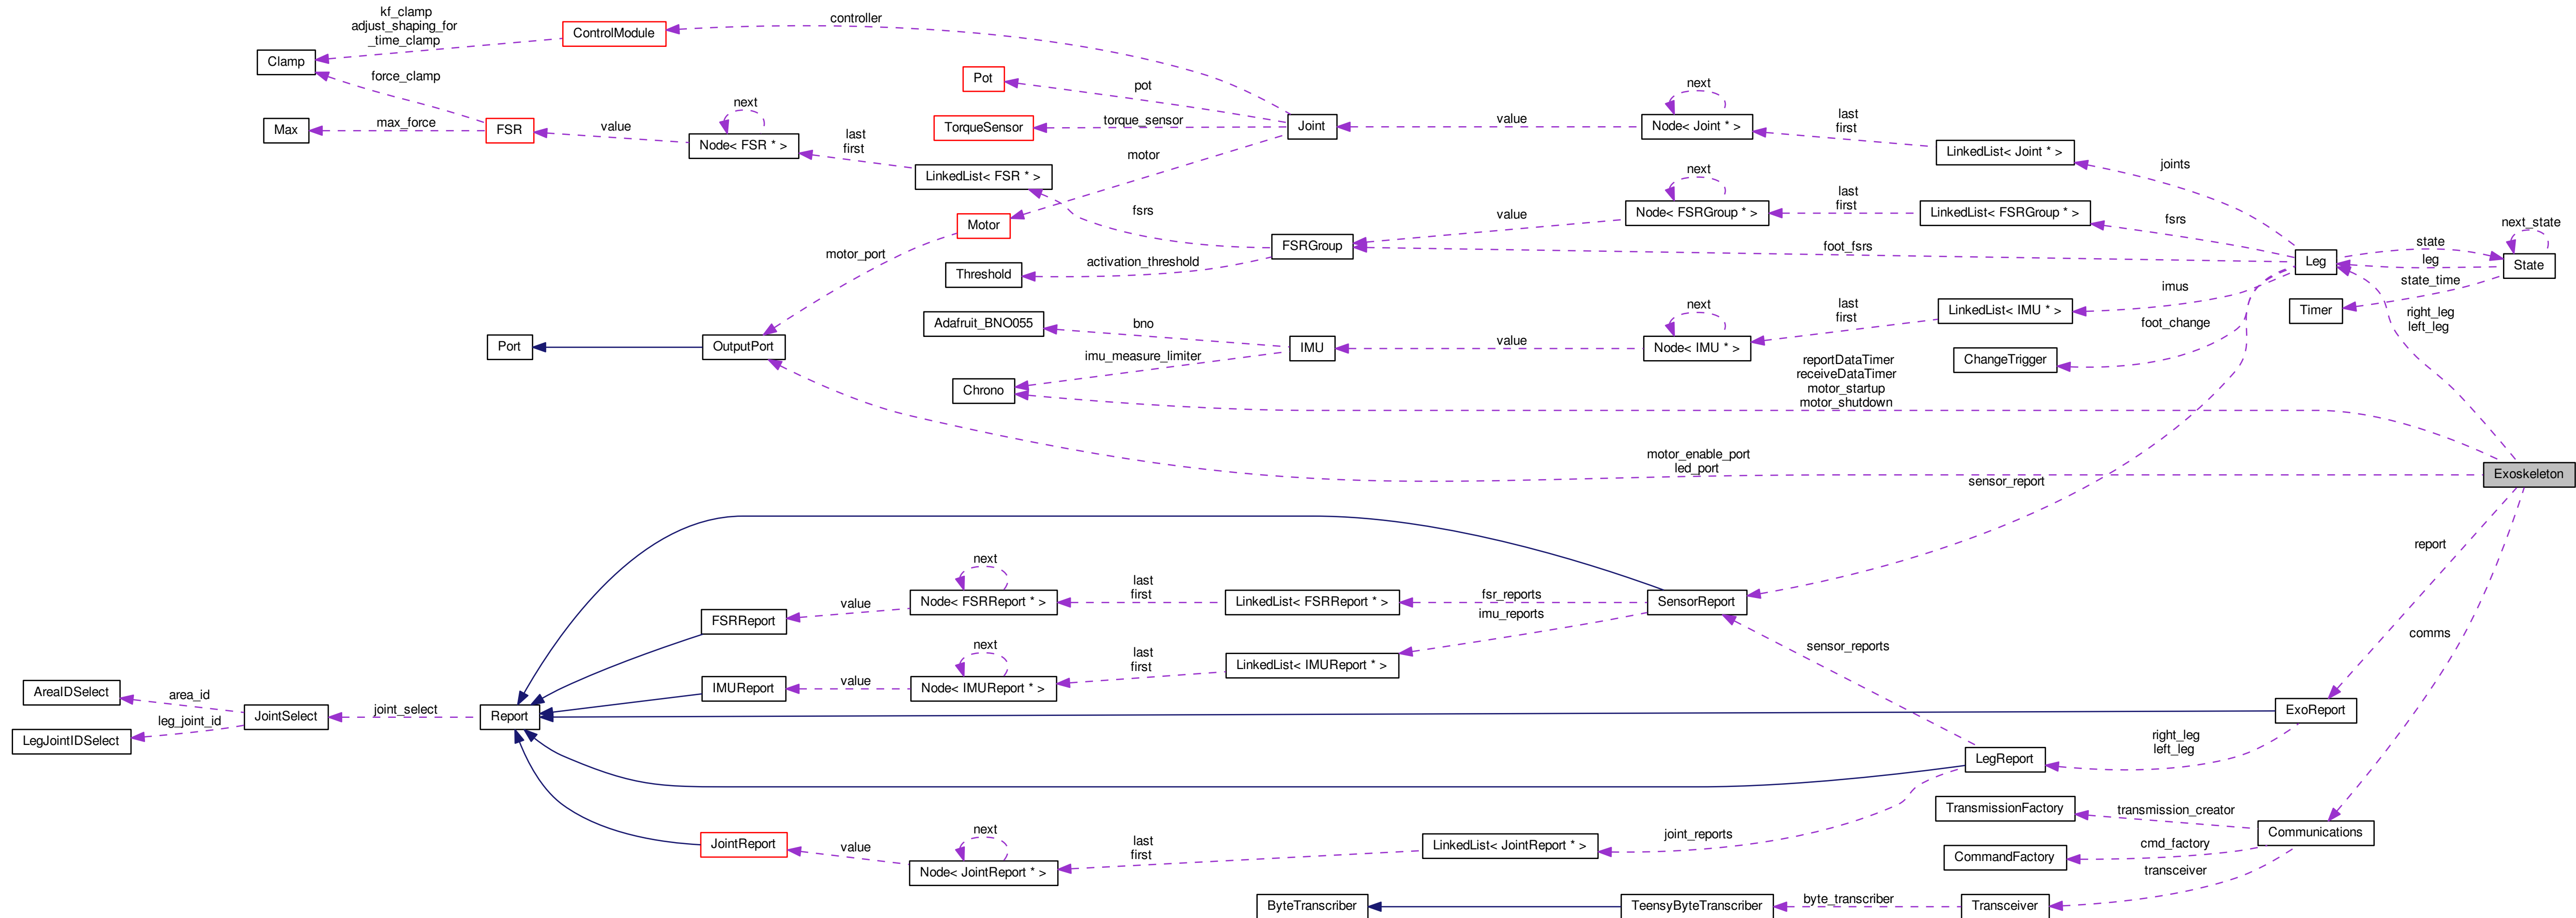 kf_clamp
adjust_shaping_for
_time_clamp
controller
ControlModule
Clamp
Pot
pot
force_clamp
next
next
last
first
Max
max_force
FSR
value
TorqueSensor
torque_sensor
Joint
value
Node< Joint * >
Node< FSR * >
last
first
LinkedList< Joint * >
motor
LinkedList< FSR * >
joints
next
last
first
Motor
fsrs
value
Node< FSRGroup * >
LinkedList< FSRGroup * >
fsrs
next_state
FSRGroup
foot_fsrs
state
motor_port
activation_threshold
Leg
leg
State
Threshold
state_time
imus
next
last
first
LinkedList< IMU * >
Timer
right_leg
left_leg
Adafruit_BNO055
bno
foot_change
Port
OutputPort
IMU
value
Node< IMU * >
imu_measure_limiter
ChangeTrigger
reportDataTimer
receiveDataTimer
motor_startup
motor_shutdown
Chrono
motor_enable_port
led_port
Exoskeleton
sensor_report
report
next
last
first
fsr_reports
value
Node< FSRReport * >
LinkedList< FSRReport * >
SensorReport
FSRReport
imu_reports
comms
next
last
first
LinkedList< IMUReport * >
sensor_reports
AreaIDSelect
area_id
IMUReport
value
Node< IMUReport * >
JointSelect
joint_select
Report
ExoReport
LegJointIDSelect
leg_joint_id
right_leg
left_leg
LegReport
TransmissionFactory
transmission_creator
next
last
first
joint_reports
Communications
JointReport
value
LinkedList< JointReport * >
cmd_factory
CommandFactory
Node< JointReport * >
transceiver
ByteTranscriber
TeensyByteTranscriber
byte_transcriber
Transceiver